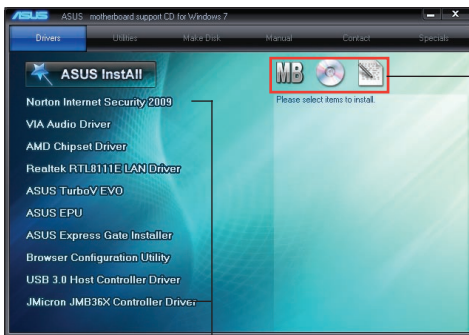 ASUS ASUS motherboard support CD for Windows 7
Drivers Utilities Make Disk Manual Contact Specials
ASUS InstAll
MB
Please select items to install.
Norton Internet Security 2009
VIA Audio Driver
AMD Chipset Driver
Realtek RTL8111E LAN Driver
ASUS TurboV EVO
ASUS EPU
ASUS Express Gate Installer
Browser Configuration Utility
USB 3.0 Host Controller Driver
JMicron JMB36X Controller Driver